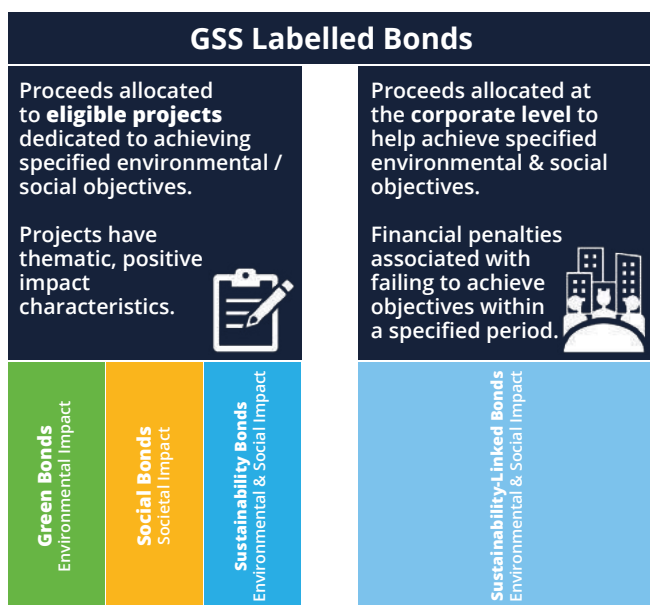 GSS Labelled Bonds
Proceeds allocated
to eligible projects
dedicated to achieving
specified environmental /
social objectives.
Projects have
thematic, positive
impact
characteristics.
Proceeds allocated at
the corporate level to
help achieve specified
environmental & social
objectives.
Financial penalties
associated with
failing to achieve
objectives within
a specified period.
Green Bonds
Environmental Impact
Social Bonds
Societal Impact
Sustainability Bonds
Environmental & Social Impact
Sustainability-Linked Bonds
Environmental & Social Impact